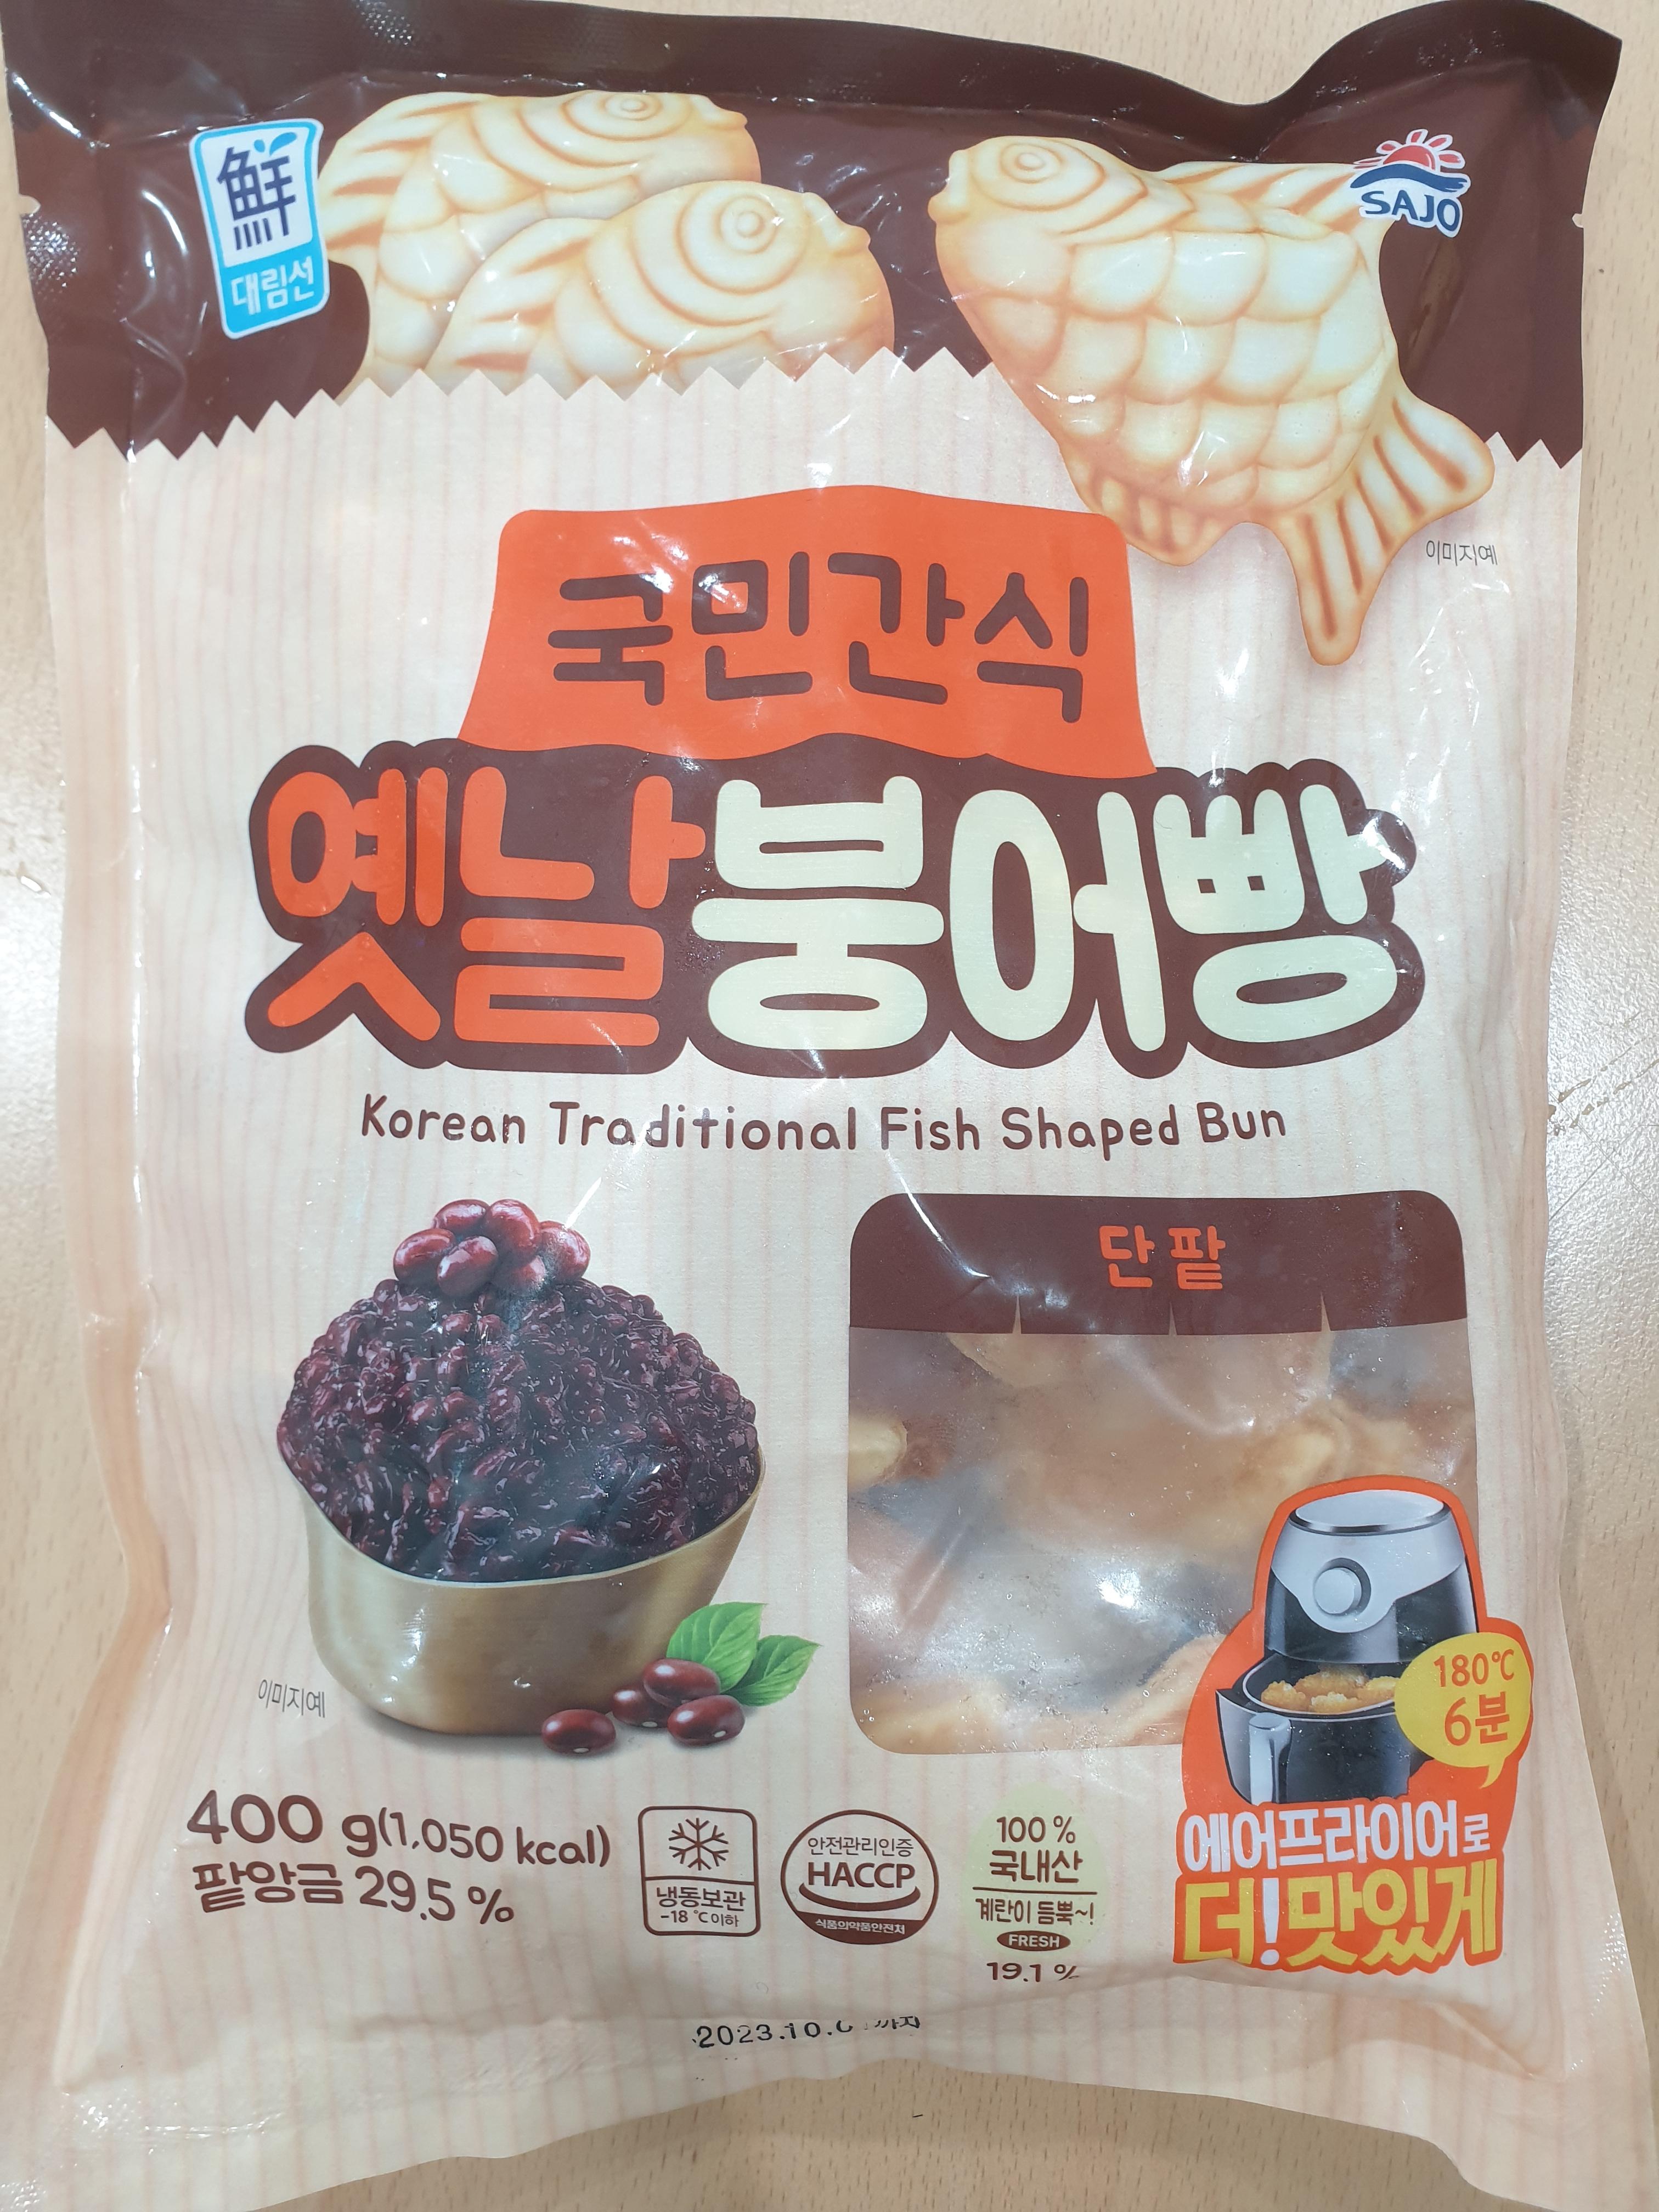 鮮
대림선
SAJO
이미지예
국민간식
옛날붕어빵
Korean Traditional Fish Shaped Bun
단팥
이미지예
180℃
6분
에어프라이어로
더!맛있게
400 g(1,050 kcal)
팥앙금 29.5 %
냉동보관
-18 ℃이하
안전관리인증
HACCP
식품의약품안전처
100 %
국내산
계란이 듬뿍~!
FRESH
19.1 %
2023.10. 까지